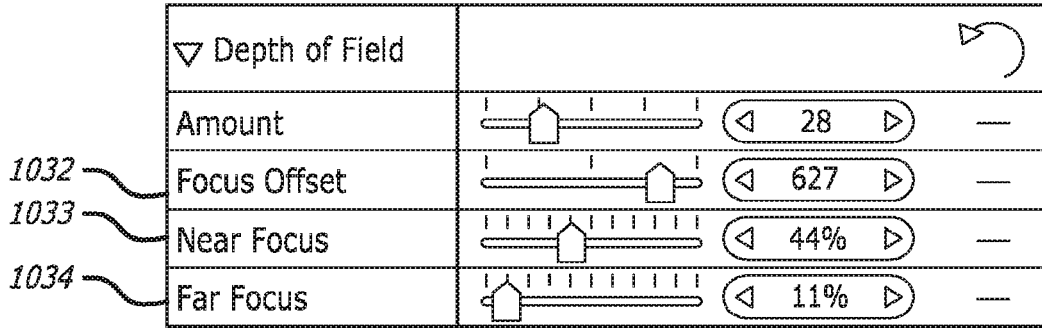 Depth of Field
Amount 28
1032 Focus Offset 627
1033 Near Focus 44%
1034 Far Focus 11%